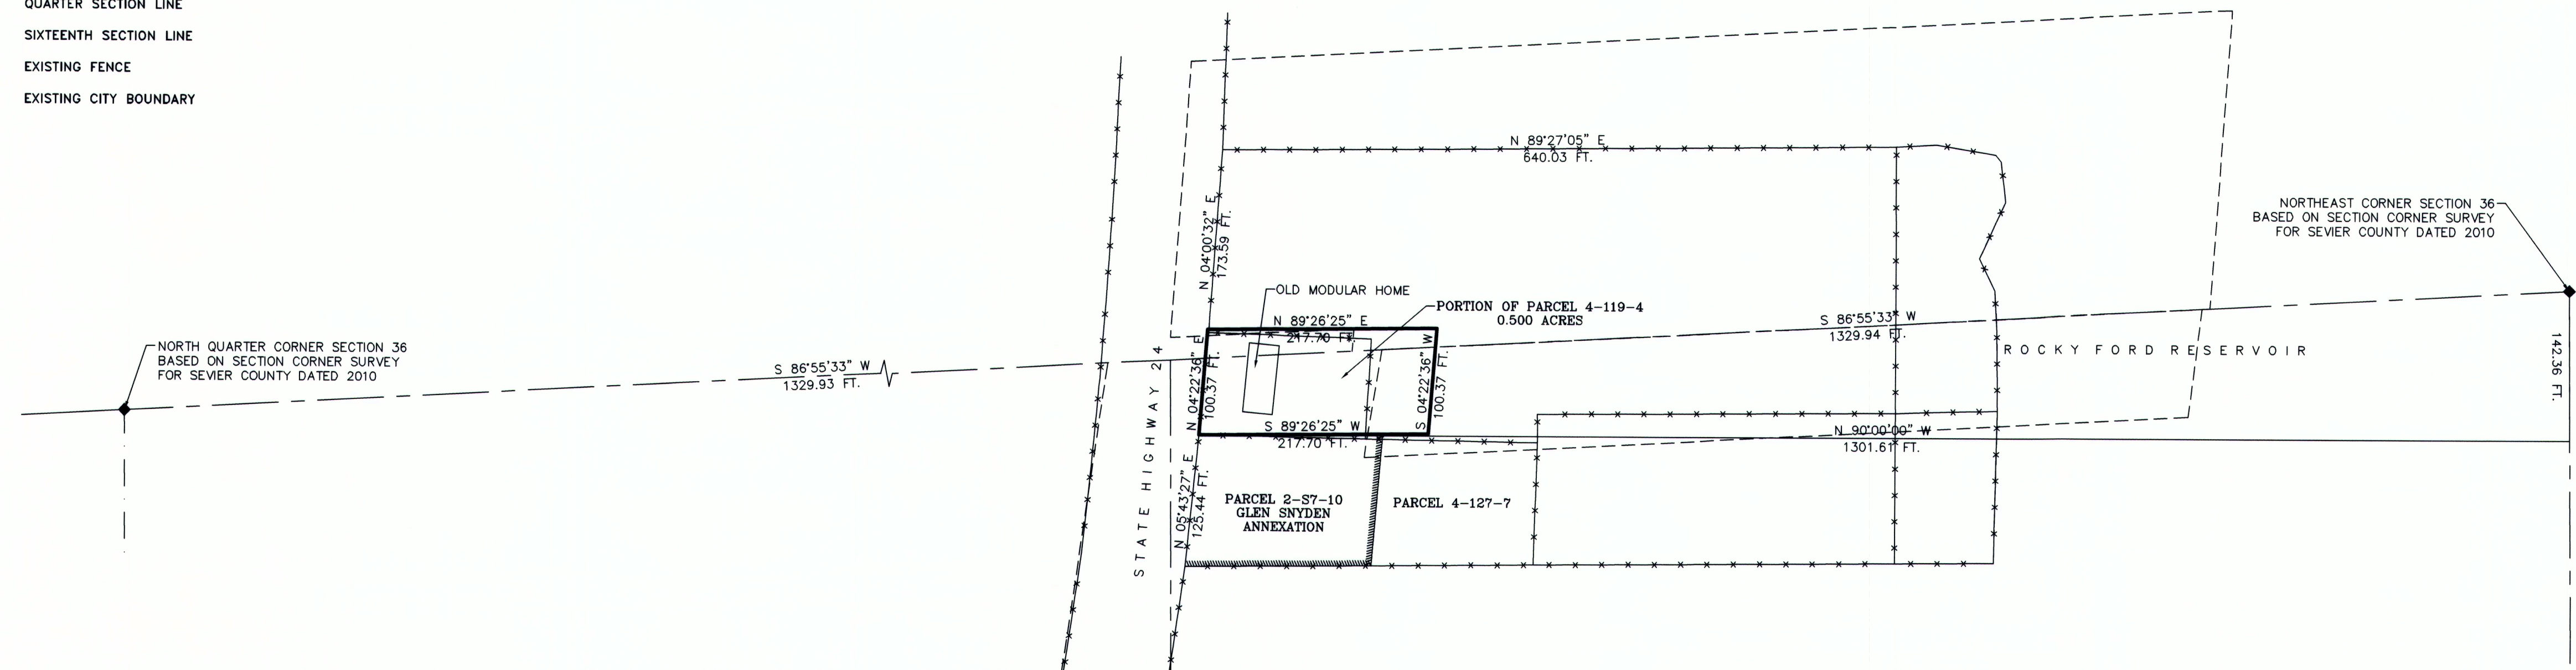 QUARTER SECTION LINE
SIXTEENTH SECTION LINE
EXISTING FENCE
EXISTING CITY BOUNDARY
N 89°27'05" E
640.03 FT.
NORTHEAST CORNER SECTION 36
BASED ON SECTION CORNER SURVEY
FOR SEVIER COUNTY DATED 2010
N 04°00'32" E
173.59 FT.
OLD MODULAR HOME
PORTION OF PARCEL 4-119-4
0.500 ACRES
N 89°26'25" E
217.70 FT.
S 86°55'33" W
1329.94 FT.
NORTH QUARTER CORNER SECTION 36
BASED ON SECTION CORNER SURVEY
FOR SEVIER COUNTY DATED 2010
S 86°55'33" W
1329.93 FT.
N 04°22'36" E
100.37 FT.
S 04°22'36" W
100.37 FT.
ROCKY FORD RESERVOIR
142.36 FT.
S 89°26'25" W
217.70 FT.
N 90°00'00" W
1301.61 FT.
STATE HIGHWAY 24
N 05°43'27" E
125.44 FT.
PARCEL 2-S7-10
GLEN SNYDEN
ANNEXATION
PARCEL 4-127-7